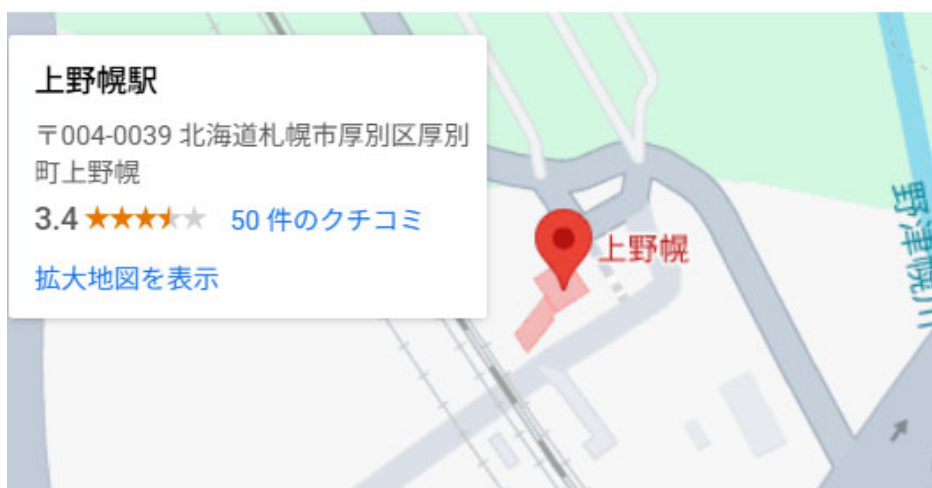 上野幌駅
〒004-0039 北海道札幌市厚別区厚別
町上野幌
3.4 50 件のクチコミ
拡大地図を表示
上野幌
野津幌川